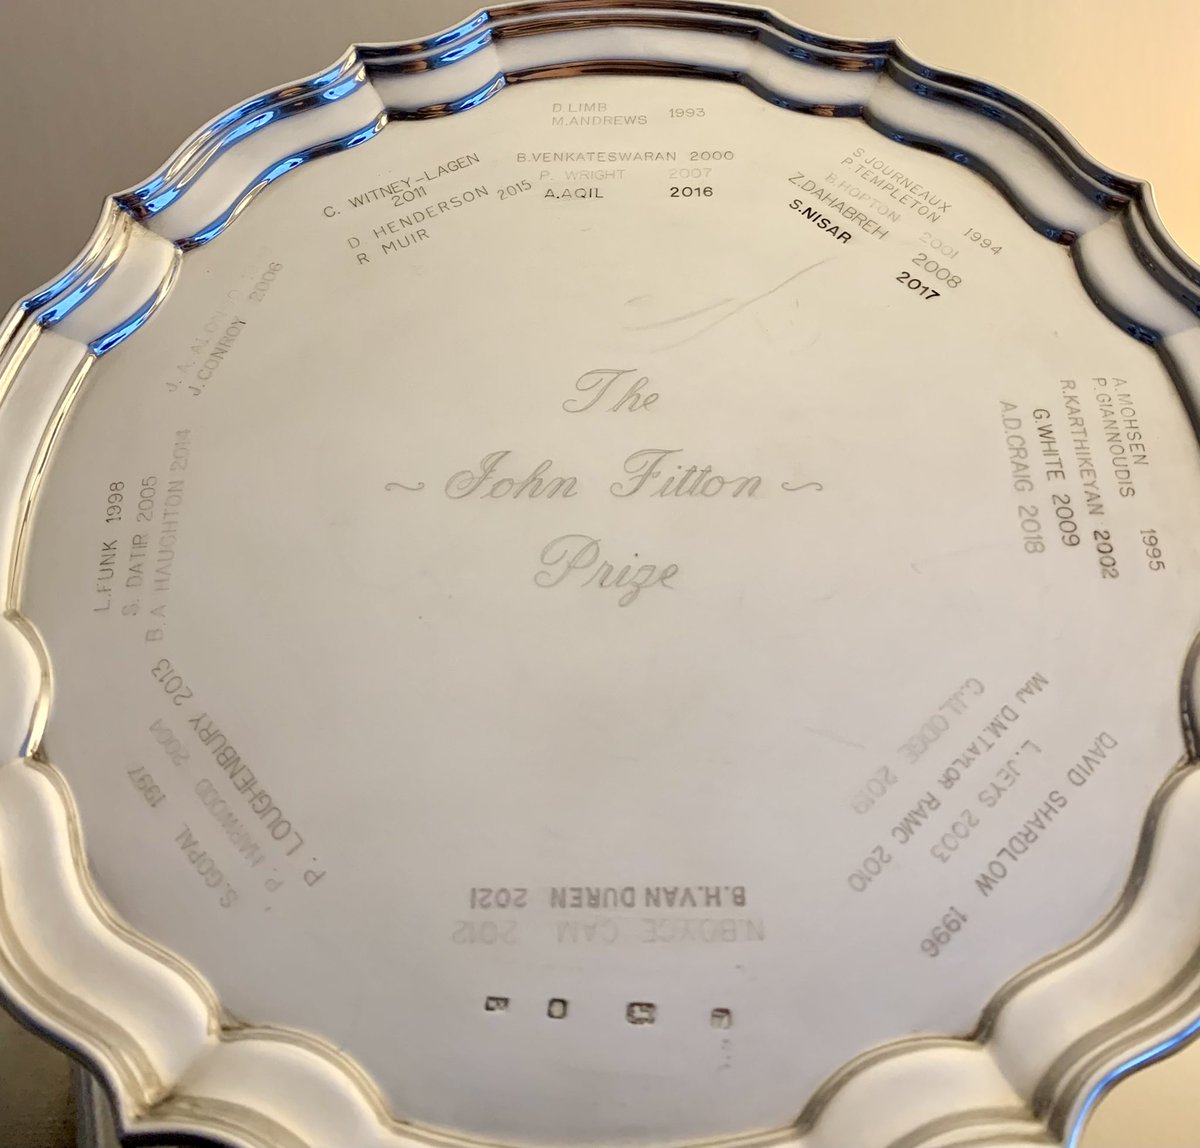 D.LIMB
M.ANDREWS 1993
B.VENKATESWARAN 2000
P. WRIGHT 2007
A.AQIL 2016
S JOURNEAUX
P TEMPLETON 1994
B.HOPTON 2001
Z.DAHABREH 2008
S.NISAR 2017
A.MOHSEN
P.GIANNOUDIS 1995
R.KARTHIKEYAN 2002
G.WHITE 2009
A.D.CRAIG 2018
DAVID SHARDLOW 1996
L.JEYS 2003
MAJ D.M.TAYLOR RAMC 2010
LODGE 2019
B.H.VAN DUREN 2021
N.BOYCE CAM 2012
S.GOPAL 1997
P. HARWOOD 2004
P. LOUGHENBURY 2013
L.FUNK 1998
S. DATIR 2005
B. A HAUGHTON 2014
J. A.
J.CONROY 2006
C. WITNEY-LAGEN
2011
D HENDERSON 2015
R MUIR
The
~ John Fitton ~
Prize